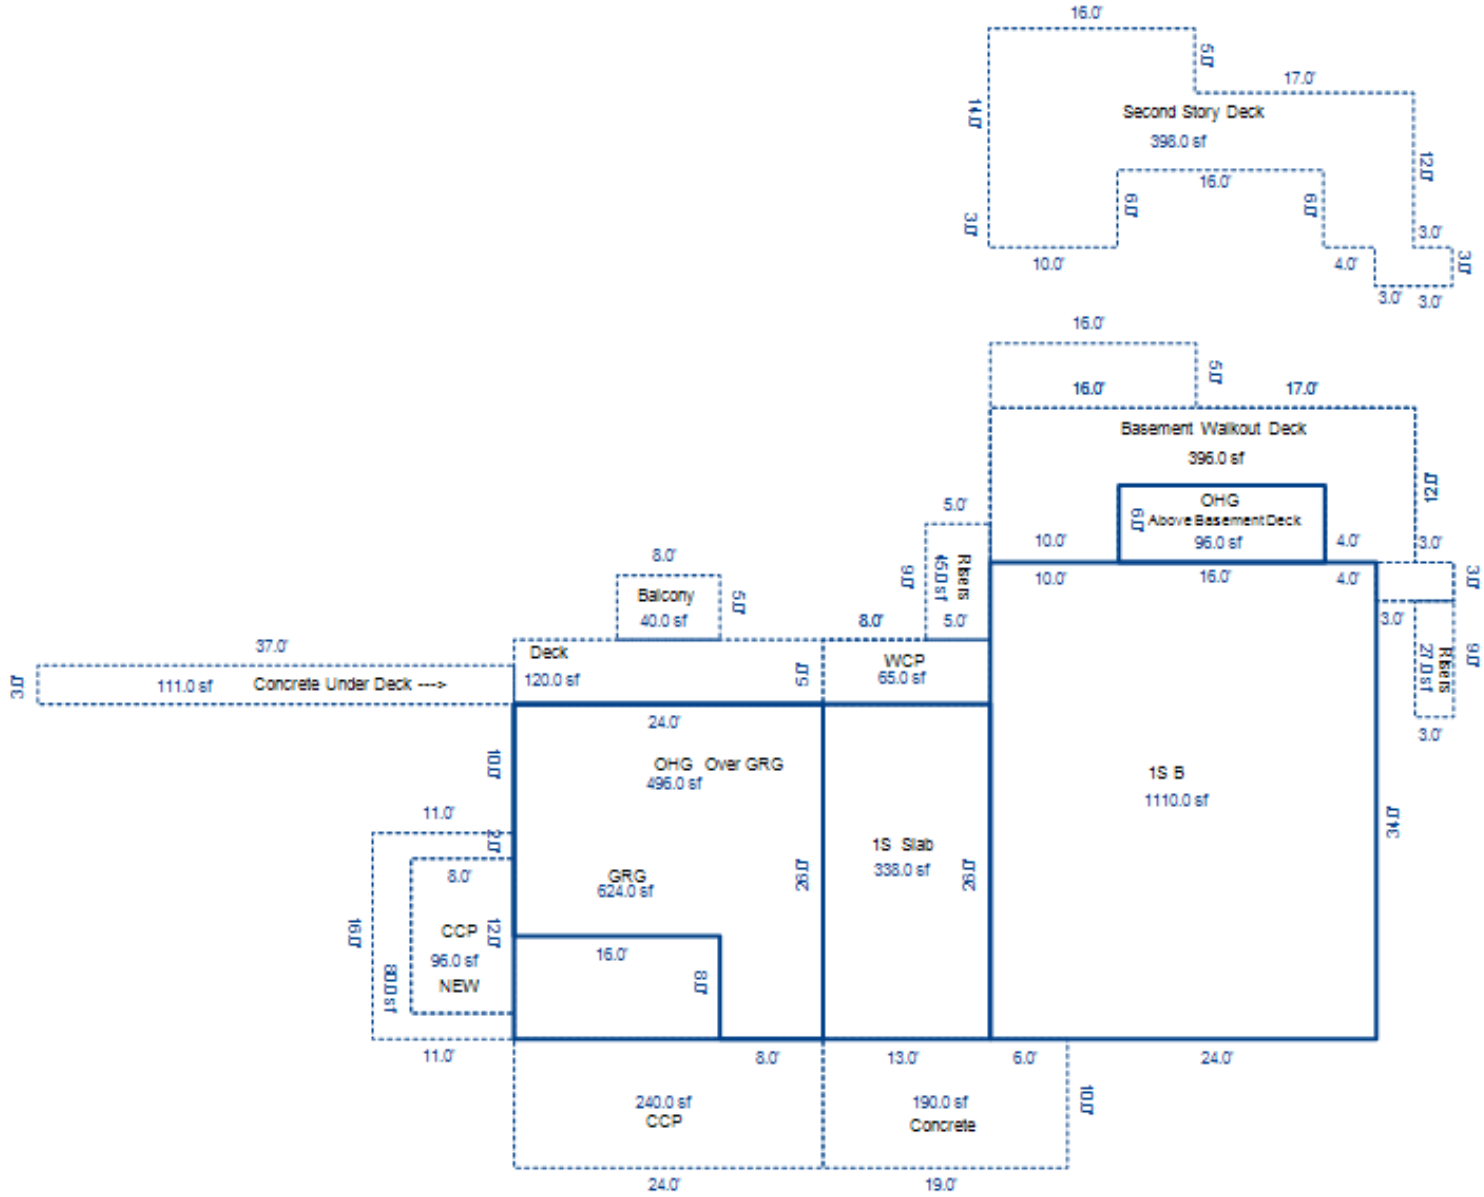 16.0'
5.0'
17.0'
14.0'
Second Story Deck
398.0 sf
12.0'
16.0'
6.0'
6.0'
3.0'
3.0'
10.0'
4.0'
3.0'
3.0'
3.0'
16.0'
5.0'
16.0'
17.0'
Basement Walkout Deck
396.0 sf
12.0'
OHG
Above Basement Deck
96.0 sf
6.0'
5.0'
10.0'
4.0'
3.0'
8.0'
9.0'
Risers
45.0 sf
10.0'
16.0'
4.0'
3.0'
Balcony
40.0 sf
5.0'
8.0'
5.0'
3.0'
9.0'
Risers
27.0 sf
3.0'
37.0'
Deck
120.0 sf
5.0'
WCP
65.0 sf
3.0'
111.0 sf Concrete Under Deck --->
24.0'
10.0'
OHG Over GRG
496.0 sf
1S B
1110.0 sf
34.0'
11.0'
2.0'
1S Slab
338.0 sf
26.0'
26.0'
8.0'
GRG
624.0 sf
16.0'
12.0'
CCP
96.0 sf
NEW
80.0 sf
16.0'
8.0'
11.0'
8.0'
13.0'
6.0'
24.0'
240.0 sf
CCP
190.0 sf
Concrete
10.0'
24.0'
19.0'